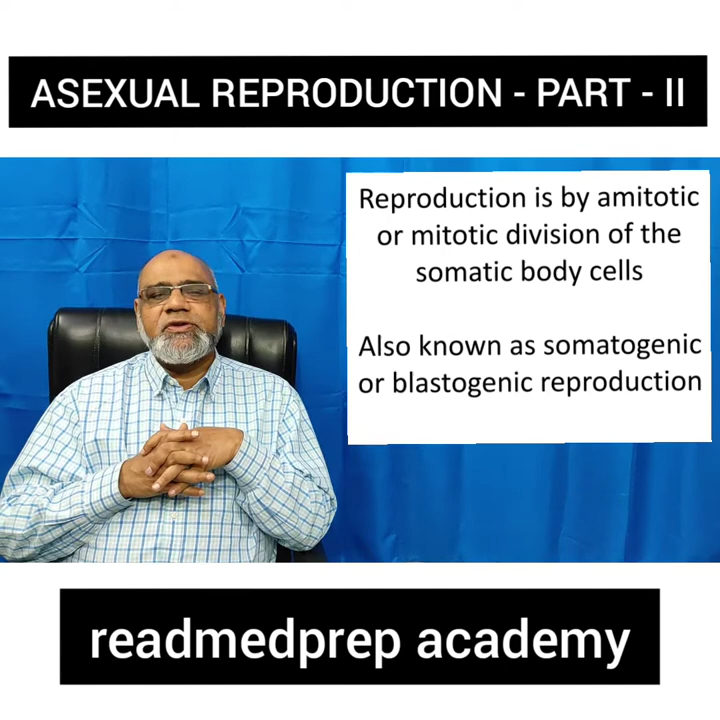 ASEXUAL REPRODUCTION - PART - II
Reproduction is by amitotic
or mitotic division of the
somatic body cells
Also known as somatogenic
or blastogenic reproduction
readmedprep academy